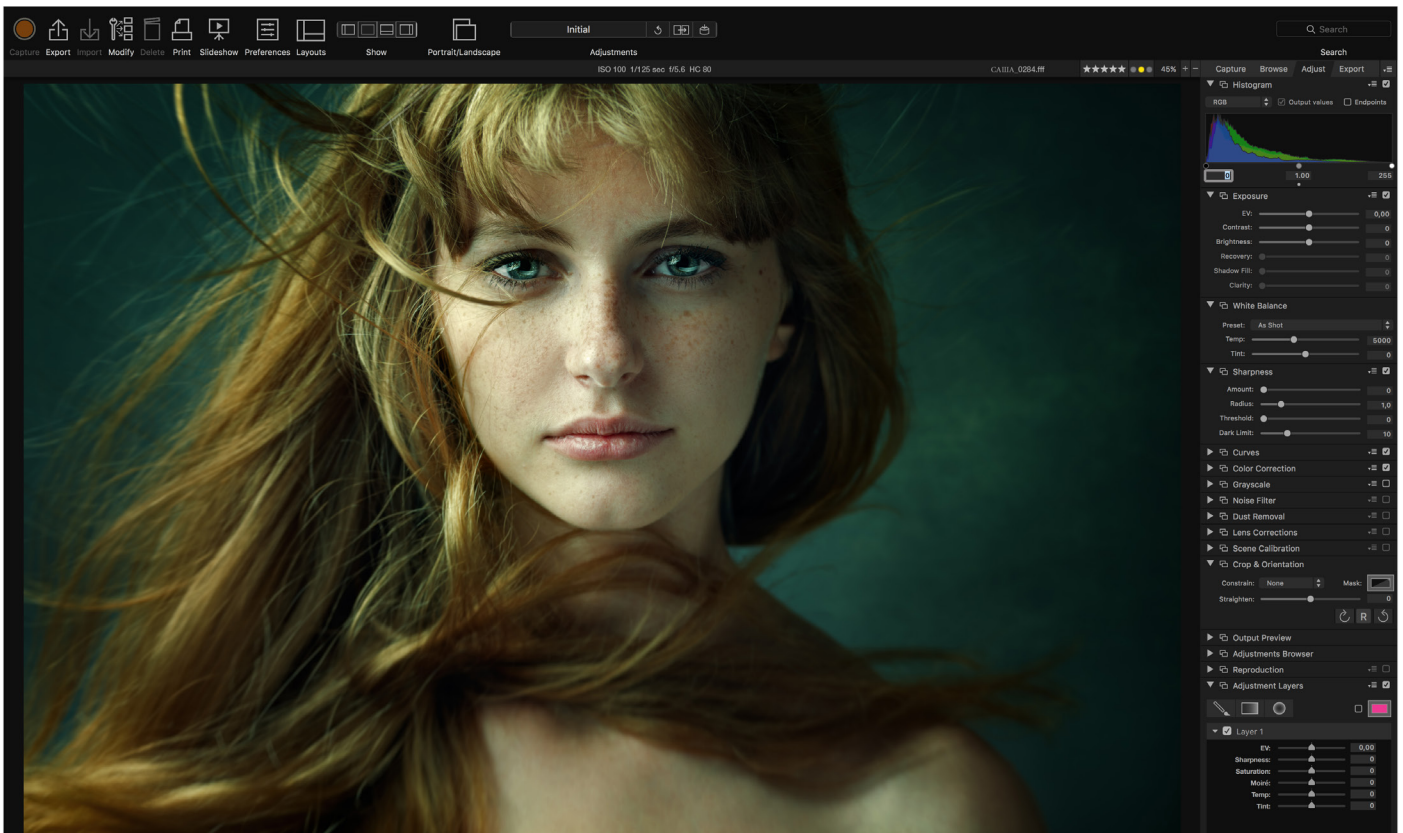 Initial
Search
Capture Export Import Modify Delete Print Slideshow Preferences Layouts Show Portrait/Landscape Adjustments Search
ISO 100 1/125 sec f/5.6 HC 80
САША_0284.fff
★★★★★
45% + −
Capture Browse Adjust Export
Histogram
RGB Output values Endpoints
0 1.00 255
Exposure
EV: 0,00
Contrast: 0
Brightness: 0
Recovery: 0
Shadow Fill: 0
Clarity: 0
White Balance
Preset: As Shot
Temp: 5000
Tint: 0
Sharpness
Amount: 0
Radius: 1,0
Threshold: 0
Dark Limit: 10
Curves
Color Correction
Grayscale
Noise Filter
Dust Removal
Lens Corrections
Scene Calibration
Crop & Orientation
Constrain: None Mask:
Straighten: 0
R
Output Preview
Adjustments Browser
Reproduction
Adjustment Layers
Layer 1
EV: 0,00
Sharpness: 0
Saturation: 0
Moiré: 0
Temp: 0
Tint: 0